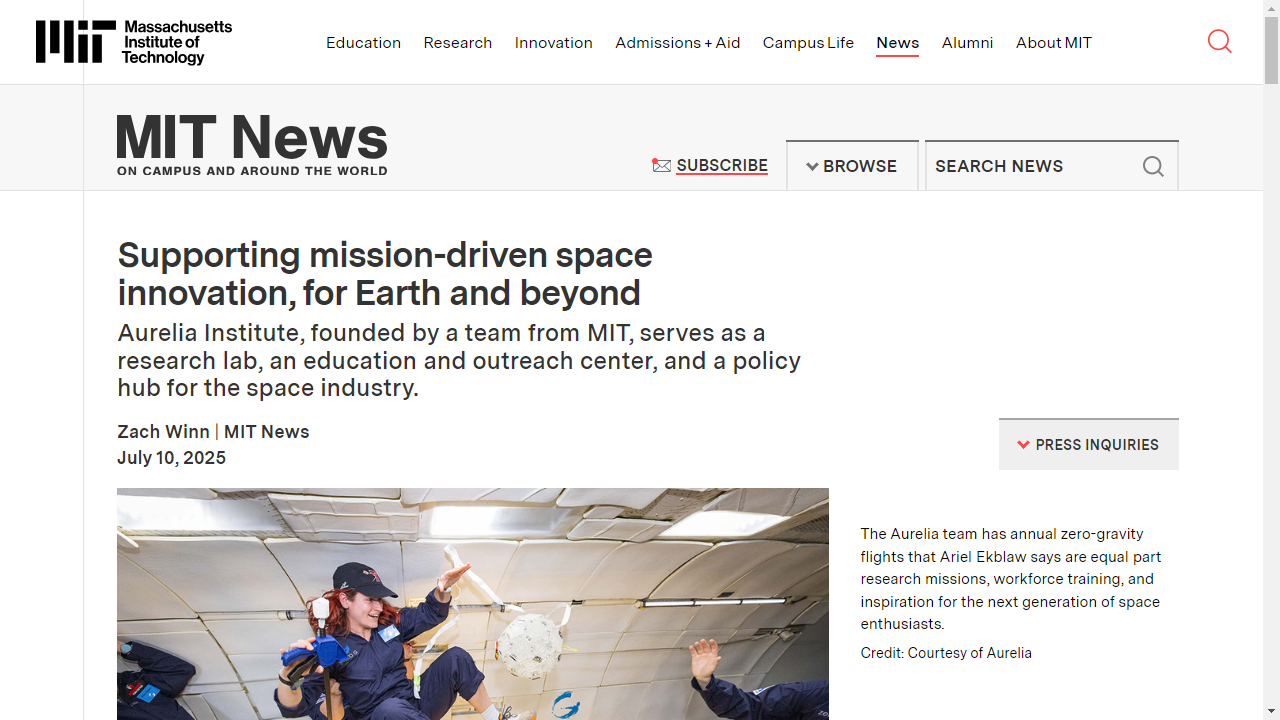 Massachusetts
Institute of
Technology
Education Research Innovation Admissions + Aid Campus Life News Alumni About MIT
MIT News
ON CAMPUS AND AROUND THE WORLD
SUBSCRIBE
BROWSE
SEARCH NEWS
Supporting mission-driven space
innovation, for Earth and beyond
Aurelia Institute, founded by a team from MIT, serves as a
research lab, an education and outreach center, and a policy
hub for the space industry.
Zach Winn | MIT News
July 10, 2025
PRESS INQUIRIES
The Aurelia team has annual zero-gravity
flights that Ariel Ekblaw says are equal part
research missions, workforce training, and
inspiration for the next generation of space
enthusiasts.
Credit: Courtesy of Aurelia